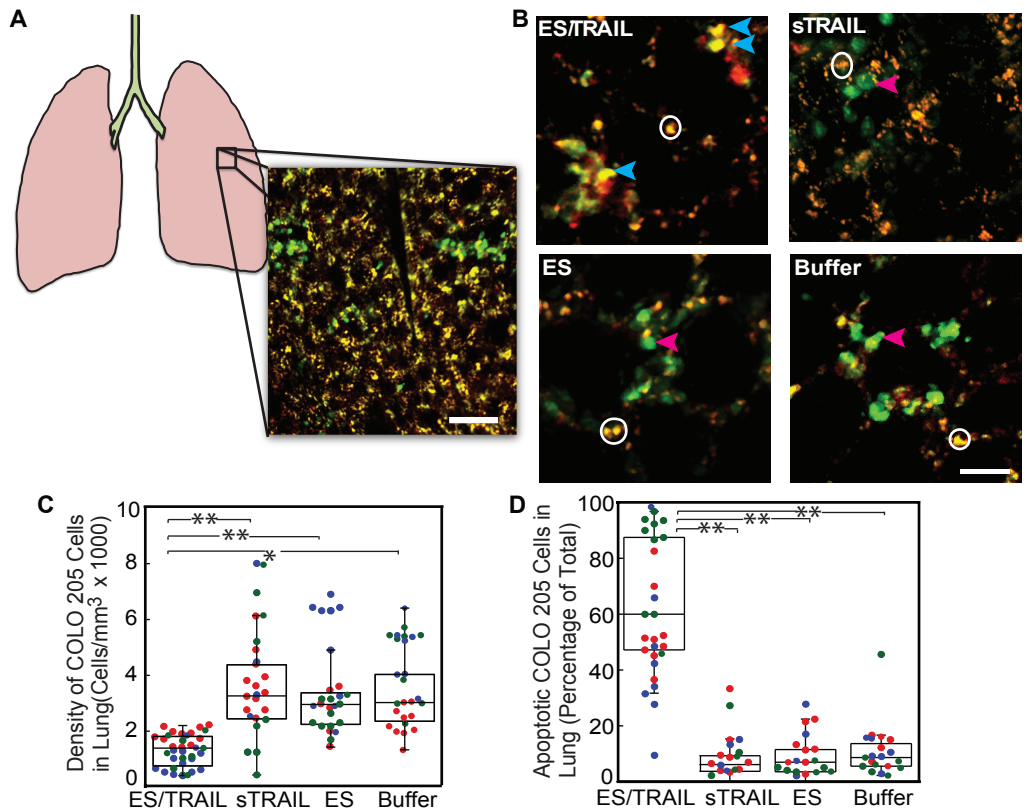 A
B
ES/TRAIL
sTRAIL
ES
Buffer
C
Density of COLO 205 Cells
in Lung(Cells/mm³ x 1000)
10
8
6
4
2
0
**
**
*
ES/TRAIL sTRAIL ES Buffer
D
Apoptotic COLO 205 Cells in
Lung (Percentage of Total)
100
80
60
40
20
0
**
**
**
ES/TRAIL sTRAIL ES Buffer